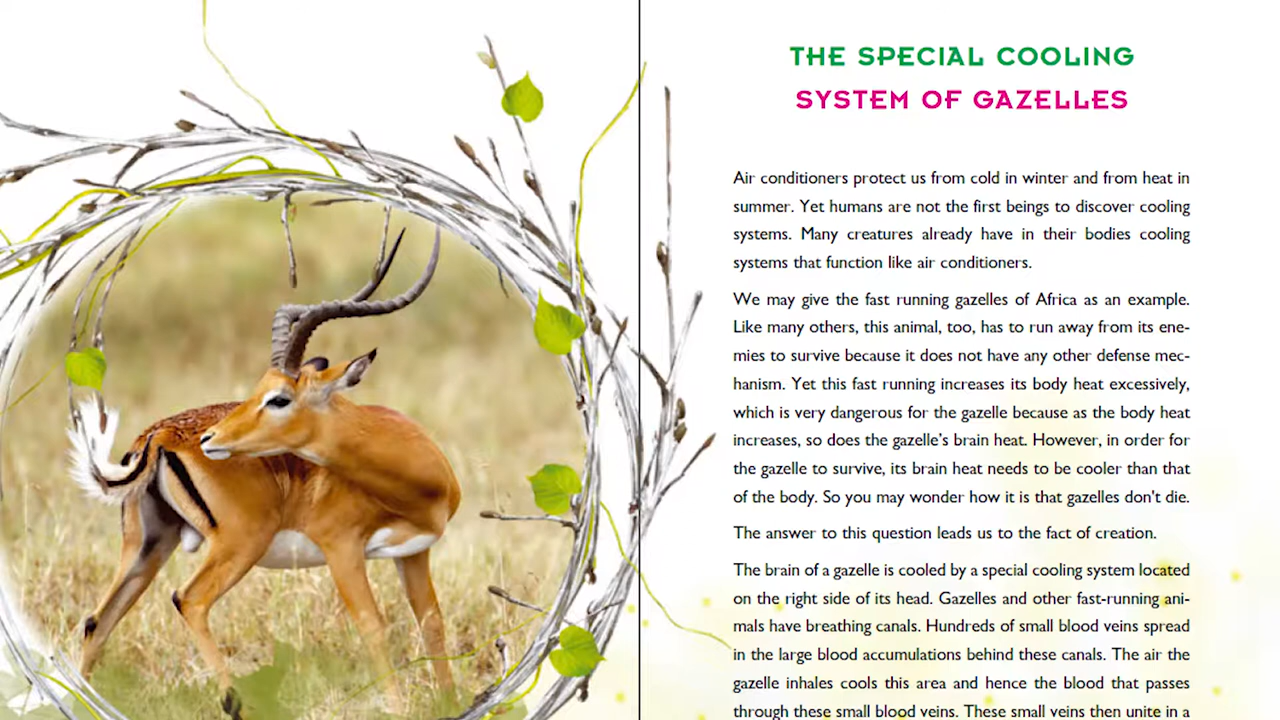 THE SPECIAL COOLING
SYSTEM OF GAZELLES
Air conditioners protect us from cold in winter and from heat in
summer. Yet humans are not the first beings to discover cooling
systems. Many creatures already have in their bodies cooling
systems that function like air conditioners.
We may give the fast running gazelles of Africa as an example.
Like many others, this animal, too, has to run away from its ene-
mies to survive because it does not have any other defense mec-
hanism. Yet this fast running increases its body heat excessively,
which is very dangerous for the gazelle because as the body heat
increases, so does the gazelle's brain heat. However, in order for
the gazelle to survive, its brain heat needs to be cooler than that
of the body. So you may wonder how it is that gazelles don't die.
The answer to this question leads us to the fact of creation.
The brain of a gazelle is cooled by a special cooling system located
on the right side of its head. Gazelles and other fast-running ani-
mals have breathing canals. Hundreds of small blood veins spread
in the large blood accumulations behind these canals. The air the
gazelle inhales cools this area and hence the blood that passes
through these small blood veins. These small veins then unite in a